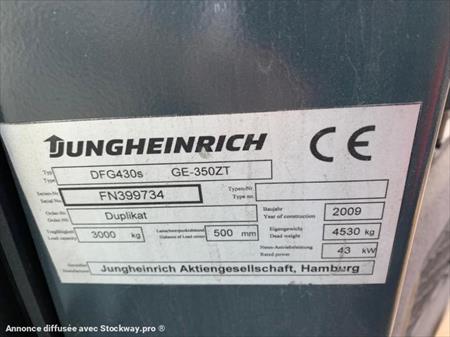 JUNGHEINRICH CE
Typ DFG430s GE-350ZT
Type
Serien-Nr. FN399734 Typen-Nr.
Serial No. Type no.
Order-Nr. Duplikat Baujahr 2009
Order-Nr. Year of construction
Tragfähigkeit 3000 kg Lastschwerpunktabstand 500 mm Eigengewicht 4530 kg
Load capacity Distance of Load center Dead weight
Nenn-Antriebsleistung 43 kW
Rated power
Hersteller Jungheinrich Aktiengesellschaft, Hamburg
Manufacturer
Annonce diffusée avec Stockway.pro ®